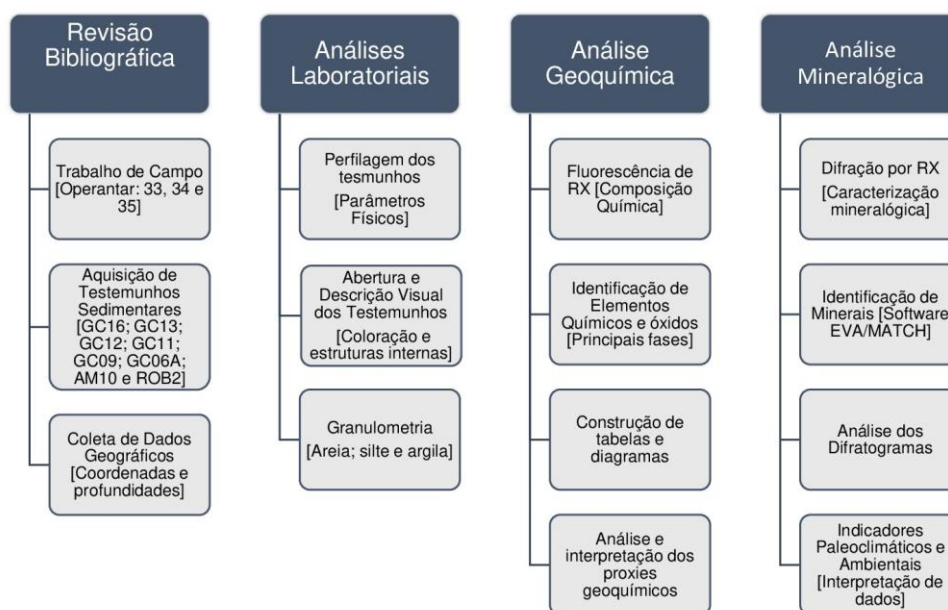 Revisão
Bibliográfica
Trabalho de Campo
[Operantar: 33, 34 e
35]
Aquisição de
Testemunhos
Sedimentares
[GC16; GC13;
GC12; GC11;
GC09; GC06A;
AM10 e ROB2]
Coleta de Dados
Geográficos
[Coordenadas e
profundidades]
Análises
Laboratoriais
Perfilagem dos
tesmunhos
[Parâmetros
Físicos]
Abertura e
Descrição Visual
dos Testemunhos
[Coloração e
estruturas internas]
Granulometria
[Areia; silte e argila]
Análise
Geoquímica
Fluorescência de
RX [Composição
Química]
Identificação de
Elementos
Químicos e óxidos
[Principais fases]
Construção de
tabelas e
diagramas
Análise e
interpretação dos
proxies
geoquímicos
Análise
Mineralógica
Difração por RX
[Caracterização
mineralógica]
Identificação de
Minerais [Software
EVA/MATCH]
Análise dos
Difratogramas
Indicadores
Paleoclimáticos e
Ambientais
[Interpretação de
dados]